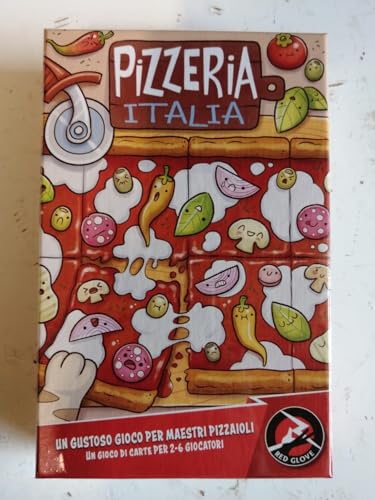 PiZZERiA
ITALIA
UN GUSTOSO GIOCO PER MAESTRI PIZZAIOLI
UN GIOCO DI CARTE PER 2-6 GIOCATORI
RED GLOVE